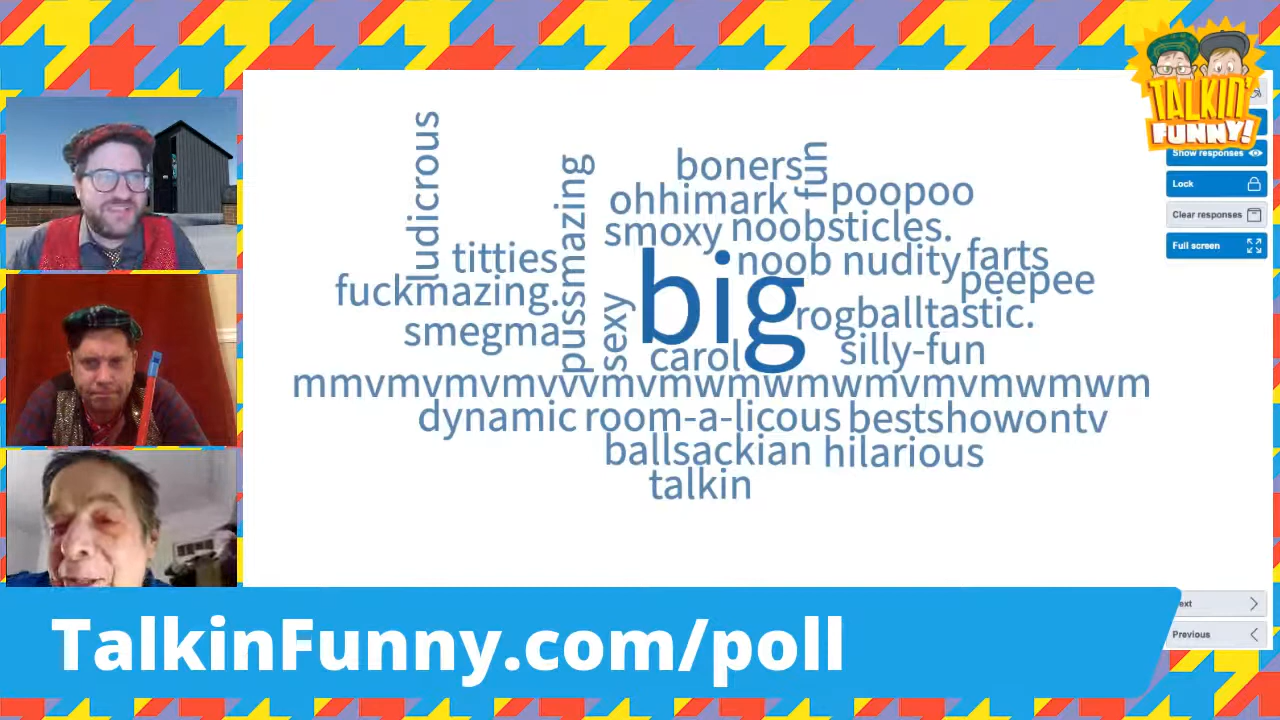 TALKIN'
FUNNY!
Show responses
Lock
Clear responses
Full screen
ludicrous
pussmazing
boners
fun
ohhimark
poopoo
smoxy
noobsticles.
titties
noob
nudity
farts
fuckmazing.
big
peepee
smegma
sexy
rogballtastic.
carol
silly-fun
mmvmvmvmvvvmvmwmwmwmvmvmwmwm
dynamic
room-a-licous
bestshowontv
ballsackian
hilarious
talkin
ext
Previous
TalkinFunny.com/poll